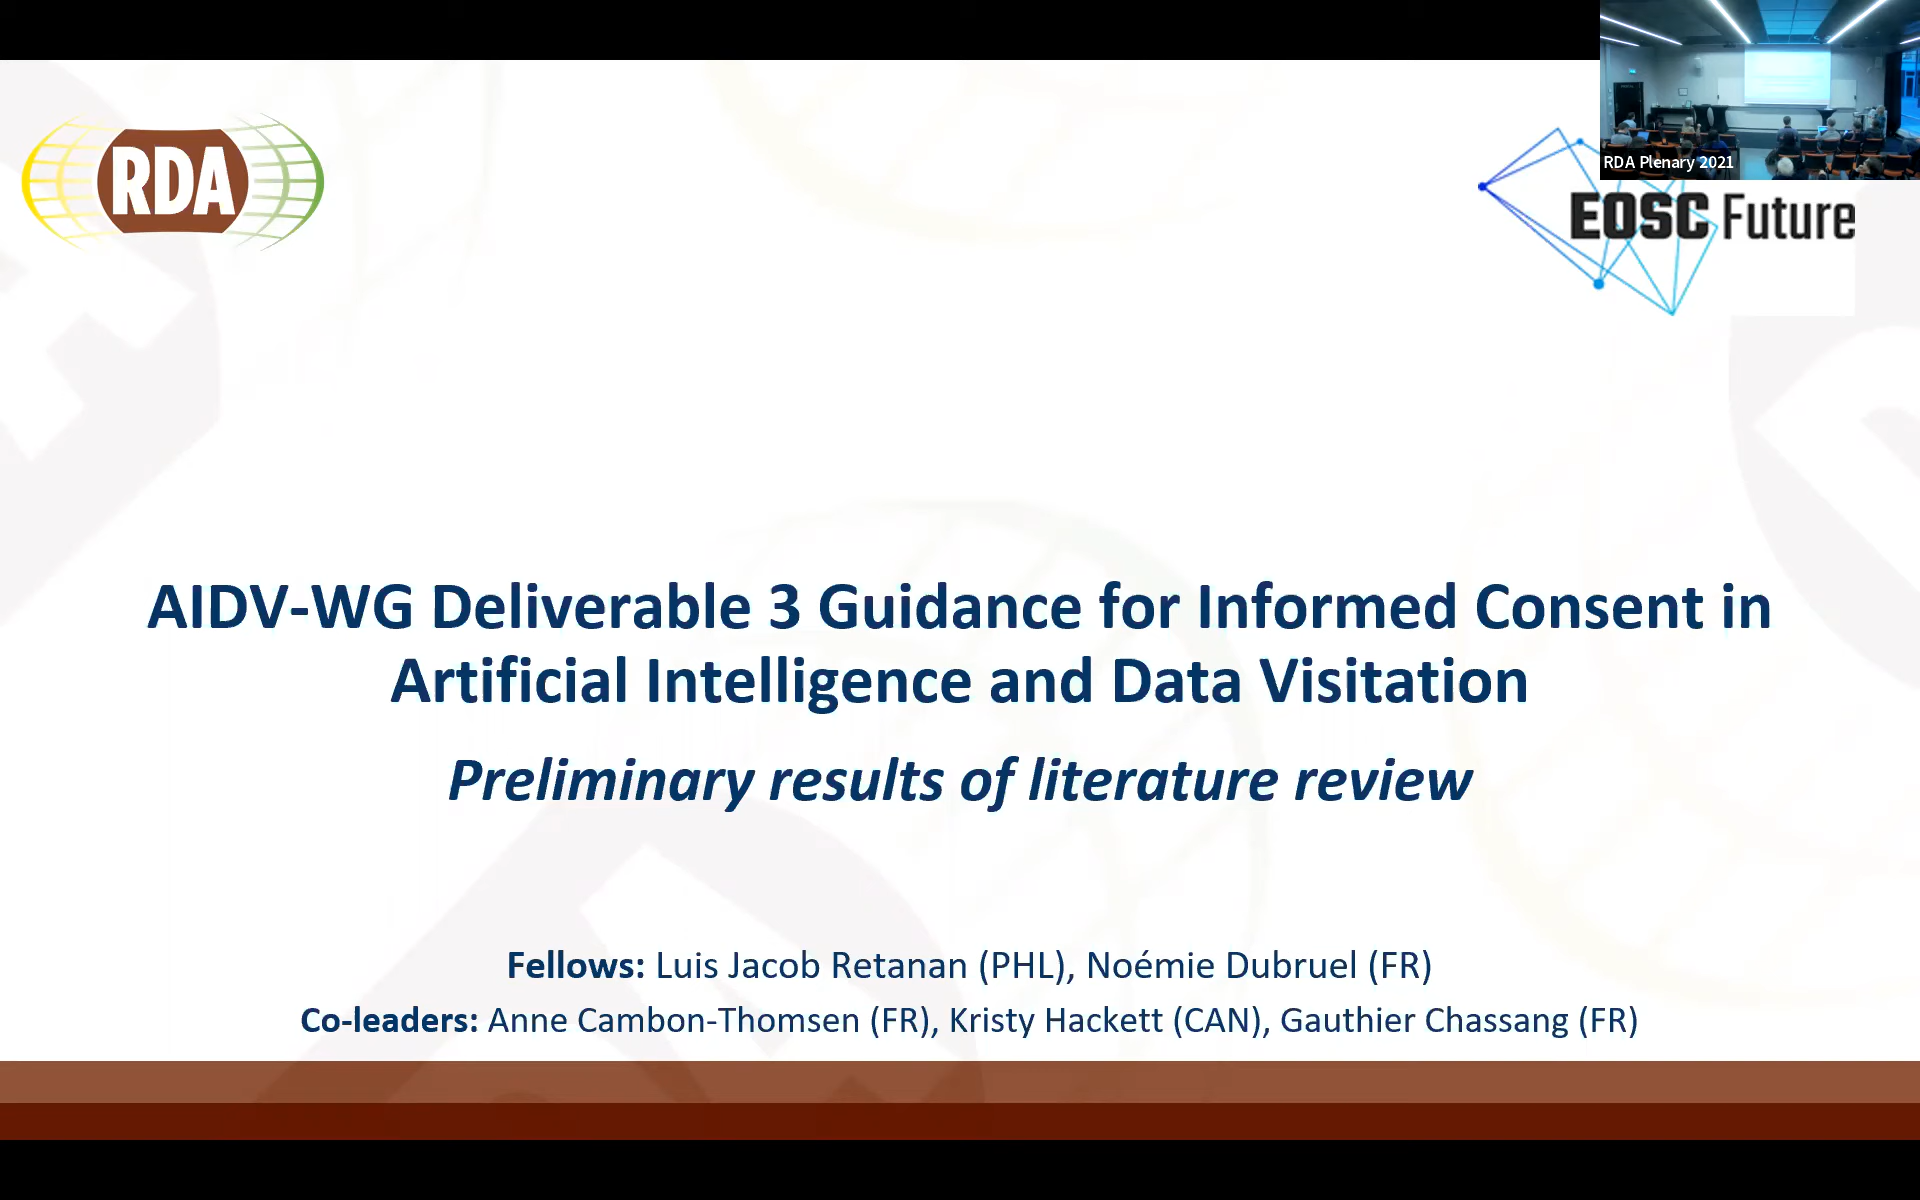 RDA
RDA Plenary 2021
EOSC Future
AIDV-WG Deliverable 3 Guidance for Informed Consent in
Artificial Intelligence and Data Visitation
Preliminary results of literature review
Fellows: Luis Jacob Retanan (PHL), Noémie Dubruel (FR)
Co-leaders: Anne Cambon-Thomsen (FR), Kristy Hackett (CAN), Gauthier Chassang (FR)